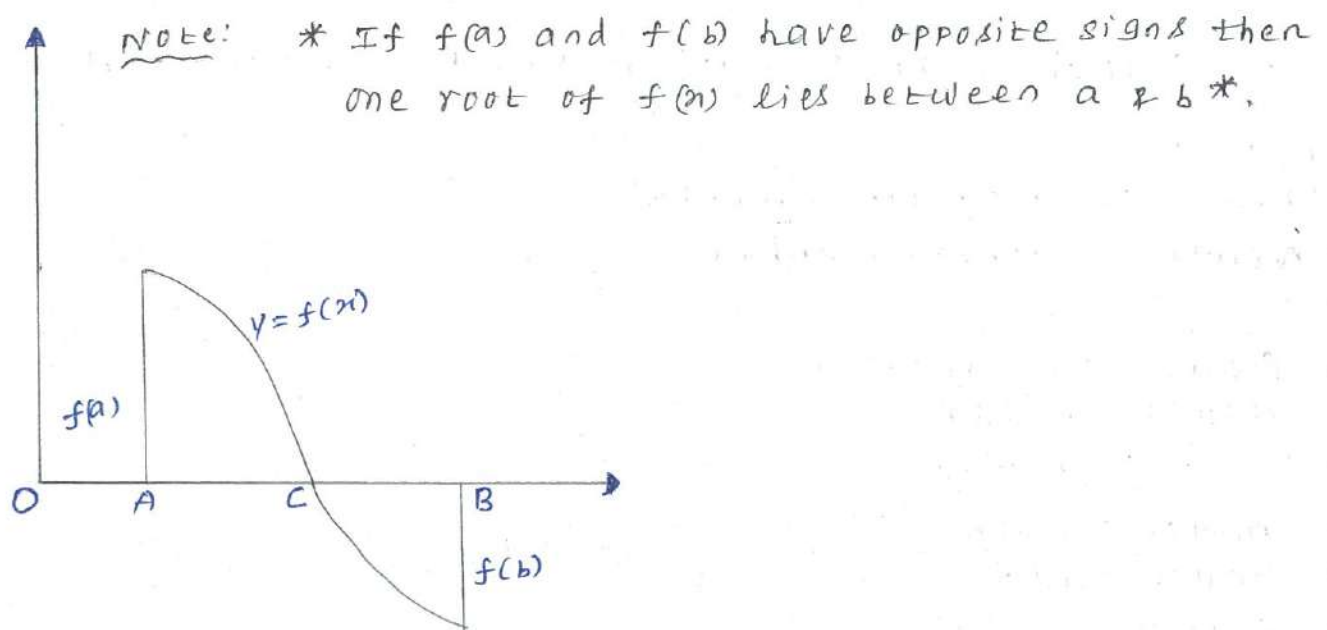 Note: * If f(a) and f(b) have opposite signs then
one root of f(x) lies between a & b *.
y = f(x)
f(a)
O A C B
f(b)